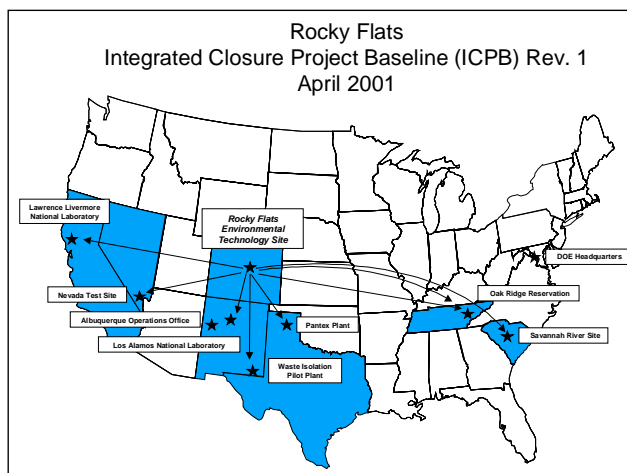 Rocky Flats
Integrated Closure Project Baseline (ICPB) Rev. 1
April 2001
Lawrence Livermore
National Laboratory
Rocky Flats
Environmental
Technology Site
DOE Headquarters
Nevada Test Site
Oak Ridge Reservation
Albuquerque Operations Office
Pantex Plant
Los Alamos National Laboratory
Savannah River Site
Waste Isolation
Pilot Plant